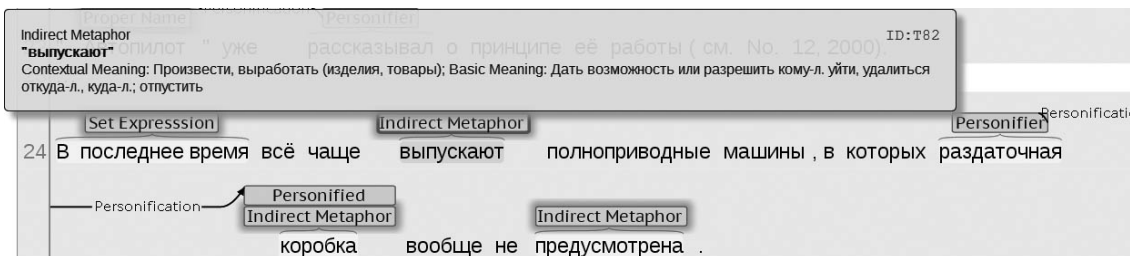 Proper Name Personifier
Indirect Metaphor ID:T82
"выпускают"
Автопилот " уже рассказывал о принципе её работы ( см. No. 12, 2000).
Contextual Meaning: Произвести, выработать (изделия, товары); Basic Meaning: Дать возможность или разрешить кому-л. уйти, удалиться
откуда-л., куда-л.; отпустить
Set Expresssion Indirect Metaphor Personifier Personificati
24 В последнее время всё чаще выпускают полноприводные машины , в которых раздаточная
Personification Personified
Indirect Metaphor Indirect Metaphor
коробка вообще не предусмотрена .